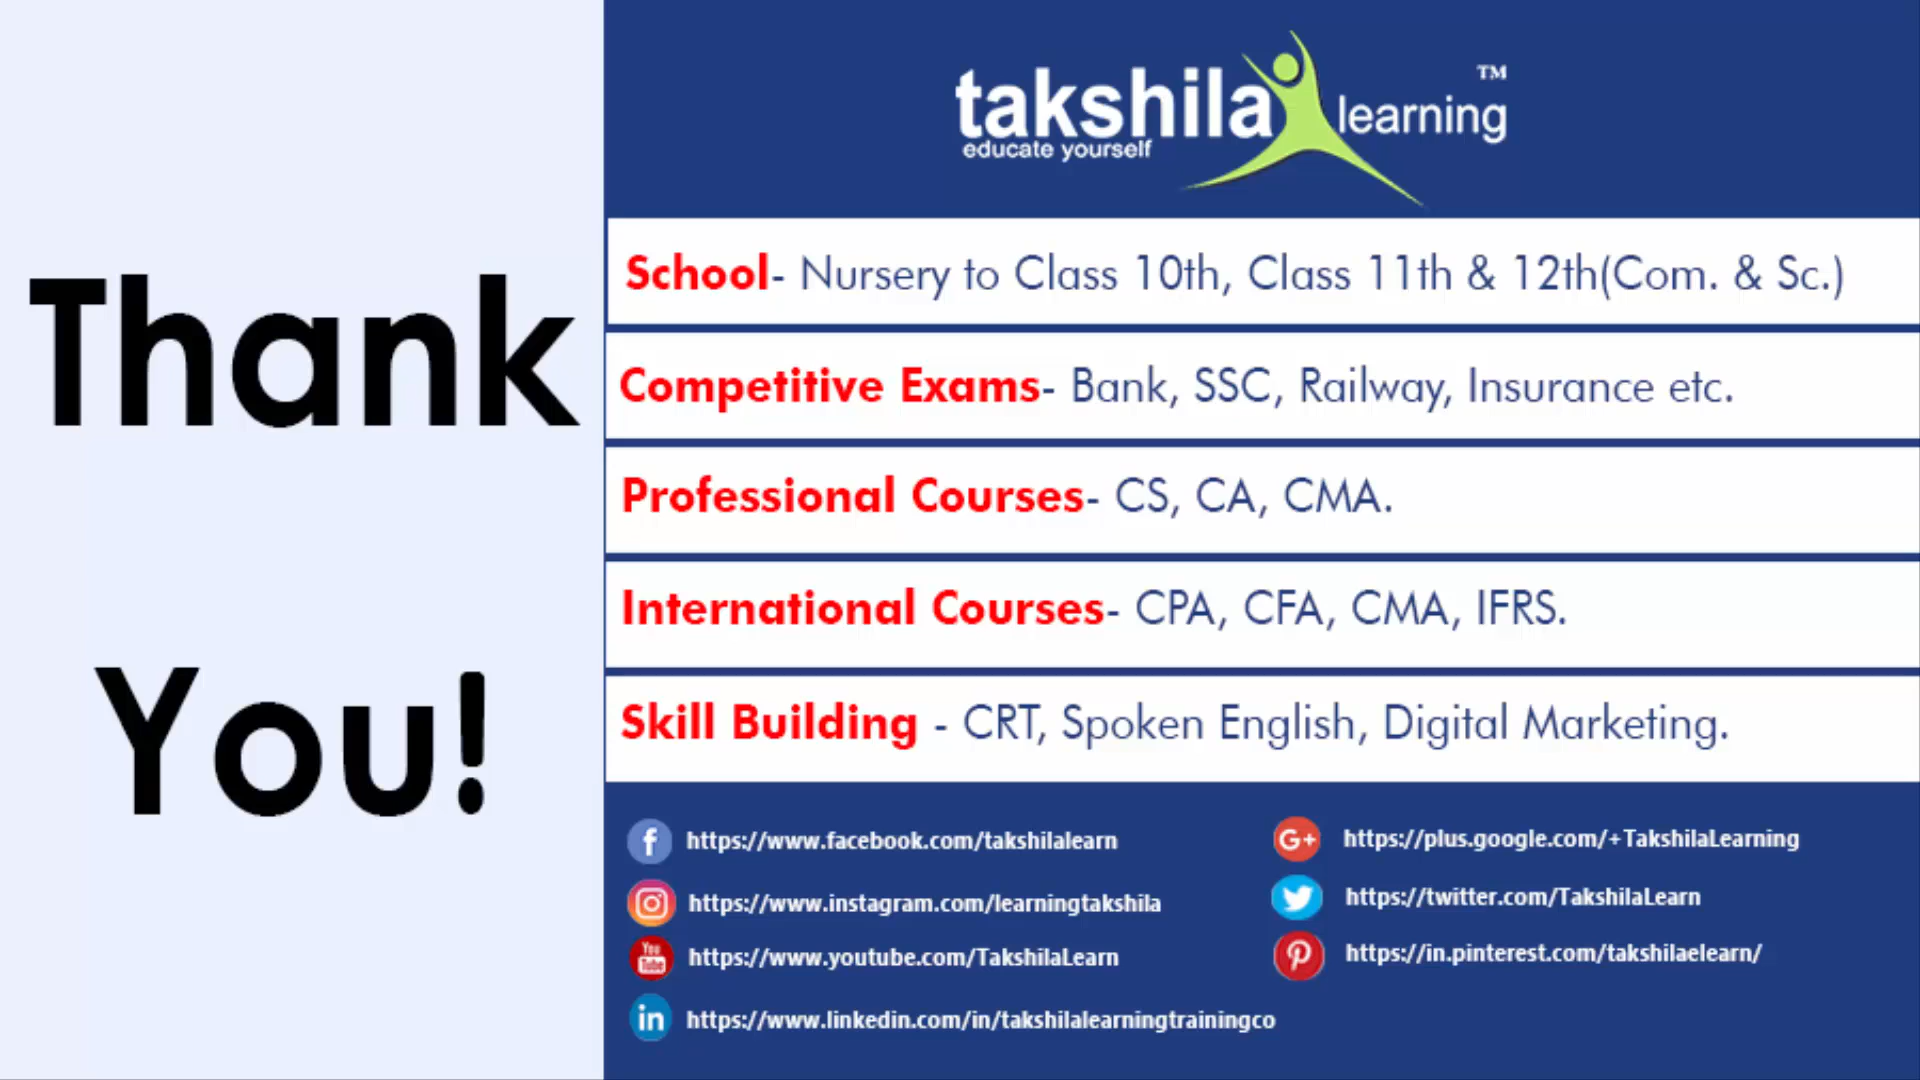 Thank
You!
takshila learning ™
educate yourself
School- Nursery to Class 10th, Class 11th & 12th(Com. & Sc.)
Competitive Exams- Bank, SSC, Railway, Insurance etc.
Professional Courses- CS, CA, CMA.
International Courses- CPA, CFA, CMA, IFRS.
Skill Building - CRT, Spoken English, Digital Marketing.
f https://www.facebook.com/takshilalearn
https://www.instagram.com/learningtakshila
You Tube https://www.youtube.com/TakshilaLearn
in https://www.linkedin.com/in/takshilalearningtrainingco
G+ https://plus.google.com/+TakshilaLearning
https://twitter.com/TakshilaLearn
https://in.pinterest.com/takshilaelearn/